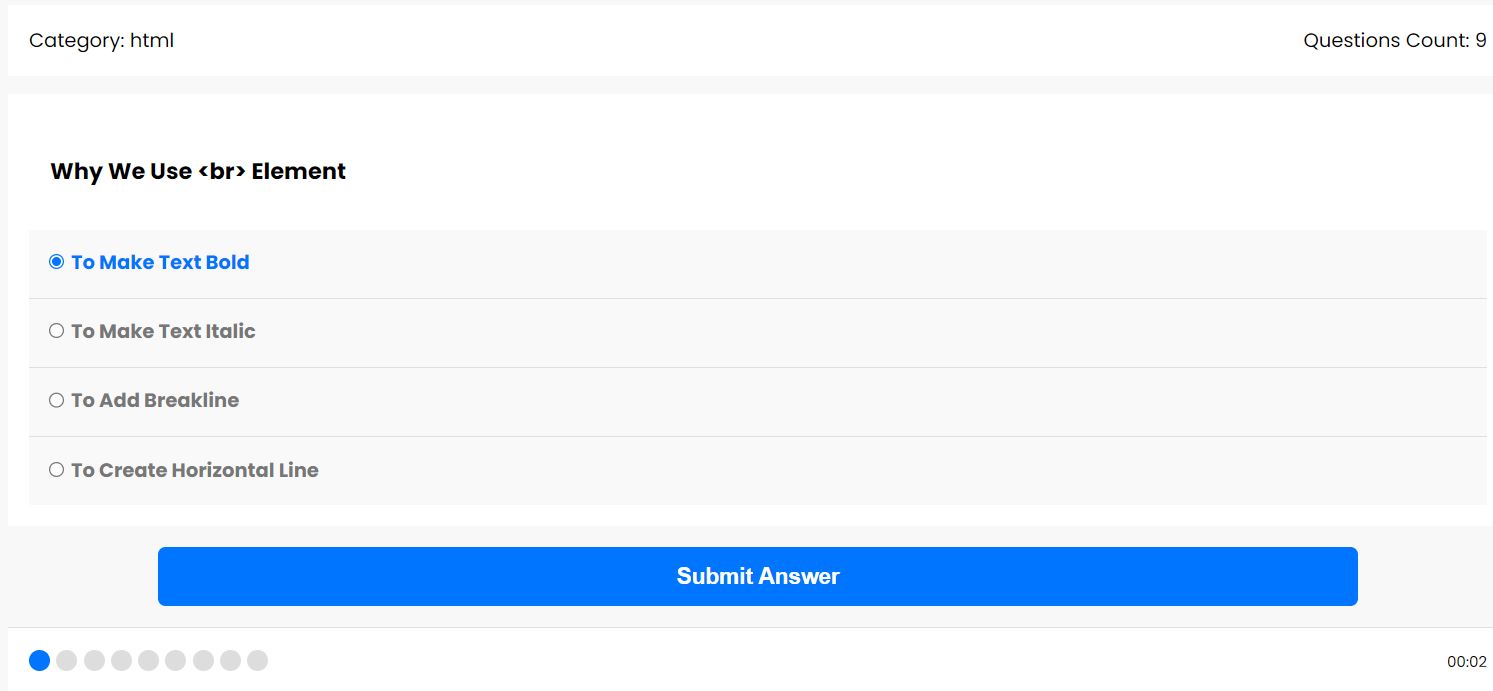 Category: html
Questions Count: 9
Why We Use <br> Element
To Make Text Bold
To Make Text Italic
To Add Breakline
To Create Horizontal Line
Submit Answer
00:02